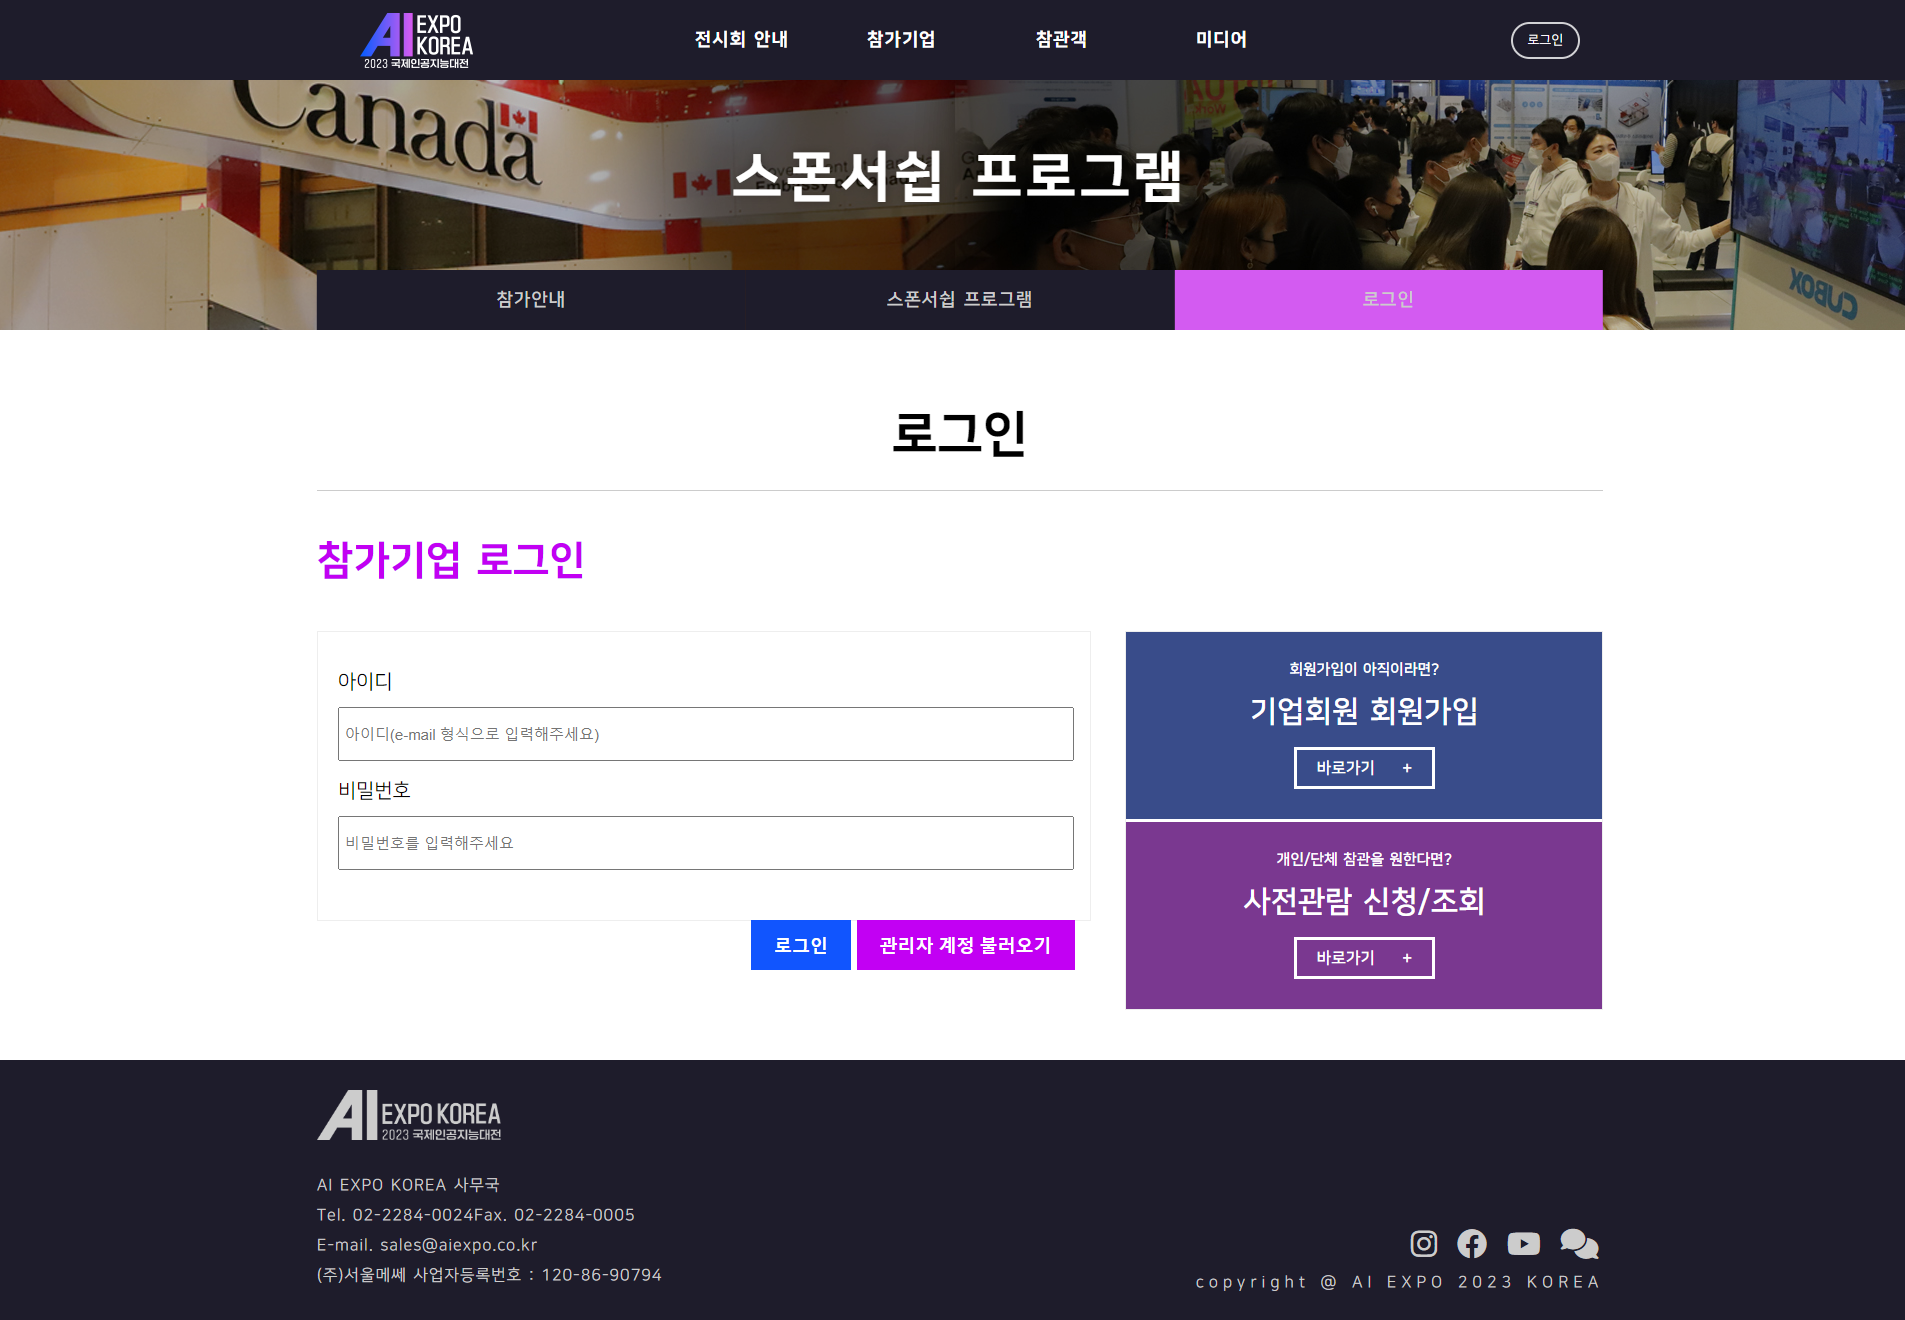 AI EXPO KOREA
2023 국제인공지능대전
전시회 안내
참가기업
참관객
미디어
로그인
Canada
스폰서쉽 프로그램
CUBOX
참가안내
스폰서쉽 프로그램
로그인
로그인
참가기업 로그인
아이디
아이디(e-mail 형식으로 입력해주세요)
비밀번호
비밀번호를 입력해주세요
로그인
관리자 계정 불러오기
회원가입이 아직이라면?
기업회원 회원가입
바로가기 +
개인/단체 참관을 원한다면?
사전관람 신청/조회
바로가기 +
AI EXPO KOREA
2023 국제인공지능대전
AI EXPO KOREA 사무국
Tel. 02-2284-0024Fax. 02-2284-0005
E-mail. sales@aiexpo.co.kr
(주)서울메쎄 사업자등록번호 : 120-86-90794
copyright @ AI EXPO 2023 KOREA